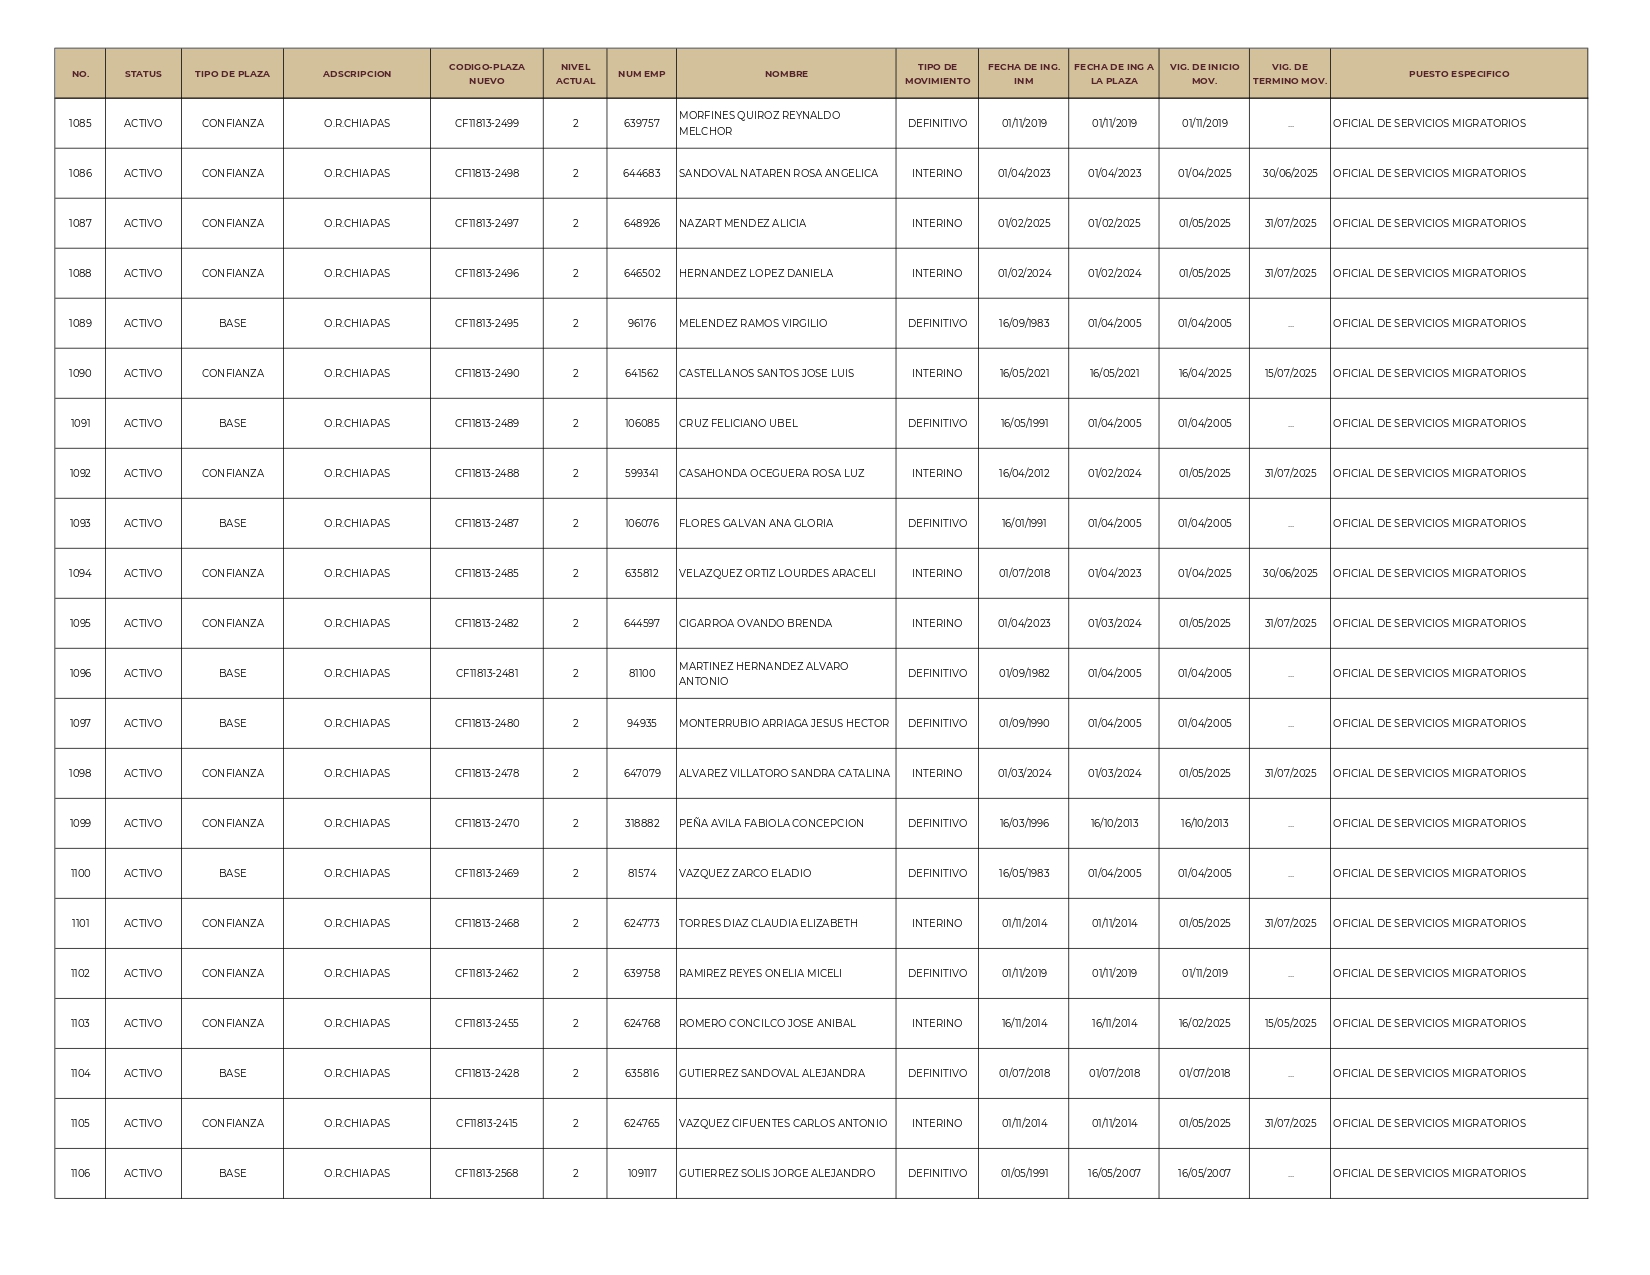 NO. STATUS TIPO DE PLAZA ADSCRIPCION CODIGO-PLAZA NUEVO NIVEL ACTUAL NUM EMP NOMBRE TIPO DE MOVIMIENTO FECHA DE ING. INM FECHA DE ING A LA PLAZA VIG. DE INICIO MOV. VIG. DE TERMINO MOV. PUESTO ESPECIFICO
1085 ACTIVO CONFIANZA O.R.CHIAPAS CF11813-2499 2 639757 MORFINES QUIROZ REYNALDO MELCHOR DEFINITIVO 01/11/2019 01/11/2019 01/11/2019 ... OFICIAL DE SERVICIOS MIGRATORIOS
1086 ACTIVO CONFIANZA O.R.CHIAPAS CF11813-2498 2 644683 SANDOVAL NATAREN ROSA ANGELICA INTERINO 01/04/2023 01/04/2023 01/04/2025 30/06/2025 OFICIAL DE SERVICIOS MIGRATORIOS
1087 ACTIVO CONFIANZA O.R.CHIAPAS CF11813-2497 2 648926 NAZART MENDEZ ALICIA INTERINO 01/02/2025 01/02/2025 01/05/2025 31/07/2025 OFICIAL DE SERVICIOS MIGRATORIOS
1088 ACTIVO CONFIANZA O.R.CHIAPAS CF11813-2496 2 646502 HERNANDEZ LOPEZ DANIELA INTERINO 01/02/2024 01/02/2024 01/05/2025 31/07/2025 OFICIAL DE SERVICIOS MIGRATORIOS
1089 ACTIVO BASE O.R.CHIAPAS CF11813-2495 2 96176 MELENDEZ RAMOS VIRGILIO DEFINITIVO 16/09/1983 01/04/2005 01/04/2005 ... OFICIAL DE SERVICIOS MIGRATORIOS
1090 ACTIVO CONFIANZA O.R.CHIAPAS CF11813-2490 2 641562 CASTELLANOS SANTOS JOSE LUIS INTERINO 16/05/2021 16/05/2021 16/04/2025 15/07/2025 OFICIAL DE SERVICIOS MIGRATORIOS
1091 ACTIVO BASE O.R.CHIAPAS CF11813-2489 2 106085 CRUZ FELICIANO UBEL DEFINITIVO 16/05/1991 01/04/2005 01/04/2005 ... OFICIAL DE SERVICIOS MIGRATORIOS
1092 ACTIVO CONFIANZA O.R.CHIAPAS CF11813-2488 2 599341 CASAHONDA OCEGUERA ROSA LUZ INTERINO 16/04/2012 01/02/2024 01/05/2025 31/07/2025 OFICIAL DE SERVICIOS MIGRATORIOS
1093 ACTIVO BASE O.R.CHIAPAS CF11813-2487 2 106076 FLORES GALVAN ANA GLORIA DEFINITIVO 16/01/1991 01/04/2005 01/04/2005 ... OFICIAL DE SERVICIOS MIGRATORIOS
1094 ACTIVO CONFIANZA O.R.CHIAPAS CF11813-2485 2 635812 VELAZQUEZ ORTIZ LOURDES ARACELI INTERINO 01/07/2018 01/04/2023 01/04/2025 30/06/2025 OFICIAL DE SERVICIOS MIGRATORIOS
1095 ACTIVO CONFIANZA O.R.CHIAPAS CF11813-2482 2 644597 CIGARROA OVANDO BRENDA INTERINO 01/04/2023 01/03/2024 01/05/2025 31/07/2025 OFICIAL DE SERVICIOS MIGRATORIOS
1096 ACTIVO BASE O.R.CHIAPAS CF11813-2481 2 81100 MARTINEZ HERNANDEZ ALVARO ANTONIO DEFINITIVO 01/09/1982 01/04/2005 01/04/2005 ... OFICIAL DE SERVICIOS MIGRATORIOS
1097 ACTIVO BASE O.R.CHIAPAS CF11813-2480 2 94935 MONTERRUBIO ARRIAGA JESUS HECTOR DEFINITIVO 01/09/1990 01/04/2005 01/04/2005 ... OFICIAL DE SERVICIOS MIGRATORIOS
1098 ACTIVO CONFIANZA O.R.CHIAPAS CF11813-2478 2 647079 ALVAREZ VILLATORO SANDRA CATALINA INTERINO 01/03/2024 01/03/2024 01/05/2025 31/07/2025 OFICIAL DE SERVICIOS MIGRATORIOS
1099 ACTIVO CONFIANZA O.R.CHIAPAS CF11813-2470 2 318882 PEÑA AVILA FABIOLA CONCEPCION DEFINITIVO 16/03/1996 16/10/2013 16/10/2013 ... OFICIAL DE SERVICIOS MIGRATORIOS
1100 ACTIVO BASE O.R.CHIAPAS CF11813-2469 2 81574 VAZQUEZ ZARCO ELADIO DEFINITIVO 16/05/1983 01/04/2005 01/04/2005 ... OFICIAL DE SERVICIOS MIGRATORIOS
1101 ACTIVO CONFIANZA O.R.CHIAPAS CF11813-2468 2 624773 TORRES DIAZ CLAUDIA ELIZABETH INTERINO 01/11/2014 01/11/2014 01/05/2025 31/07/2025 OFICIAL DE SERVICIOS MIGRATORIOS
1102 ACTIVO CONFIANZA O.R.CHIAPAS CF11813-2462 2 639758 RAMIREZ REYES ONELIA MICELI DEFINITIVO 01/11/2019 01/11/2019 01/11/2019 ... OFICIAL DE SERVICIOS MIGRATORIOS
1103 ACTIVO CONFIANZA O.R.CHIAPAS CF11813-2455 2 624768 ROMERO CONCILCO JOSE ANIBAL INTERINO 16/11/2014 16/11/2014 16/02/2025 15/05/2025 OFICIAL DE SERVICIOS MIGRATORIOS
1104 ACTIVO BASE O.R.CHIAPAS CF11813-2428 2 635816 GUTIERREZ SANDOVAL ALEJANDRA DEFINITIVO 01/07/2018 01/07/2018 01/07/2018 ... OFICIAL DE SERVICIOS MIGRATORIOS
1105 ACTIVO CONFIANZA O.R.CHIAPAS CF11813-2415 2 624765 VAZQUEZ CIFUENTES CARLOS ANTONIO INTERINO 01/11/2014 01/11/2014 01/05/2025 31/07/2025 OFICIAL DE SERVICIOS MIGRATORIOS
1106 ACTIVO BASE O.R.CHIAPAS CF11813-2568 2 109117 GUTIERREZ SOLIS JORGE ALEJANDRO DEFINITIVO 01/05/1991 16/05/2007 16/05/2007 ... OFICIAL DE SERVICIOS MIGRATORIOS